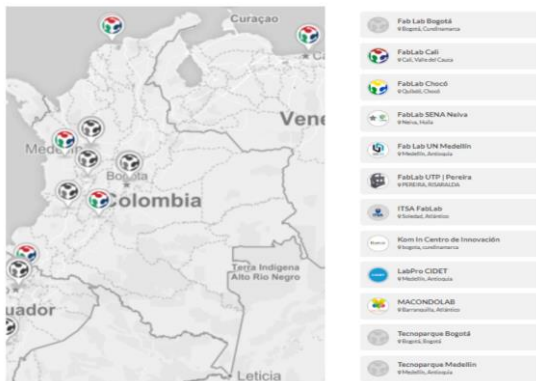 Curaçao
Ca
Vene
Mede
Bogota
Colombia
Terra Indigena
Alto Rio Negro
uador
Leticia
Fab Lab Bogotá
Bogotá, Cundinamarca
FabLab Cali
Cali, Valle del Cauca
FabLab Chocó
Quibdó, Chocó
FabLab SENA Neiva
Neiva, Huila
Fab Lab UN Medellín
Medellín, Antioquia
FabLab UTP | Pereira
PEREIRA, RISARALDA
ITSA FabLab
Soledad, Atlántico
Kom In Centro de Innovación
bogota, cundinamarca
LabPro CIDET
Medellín, Antioquia
MACONDOLAB
Barranquilla, Atlántico
Tecnoparque Bogotá
Bogotá, Bogotá
Tecnoparque Medellín
Medellín, Antioquia